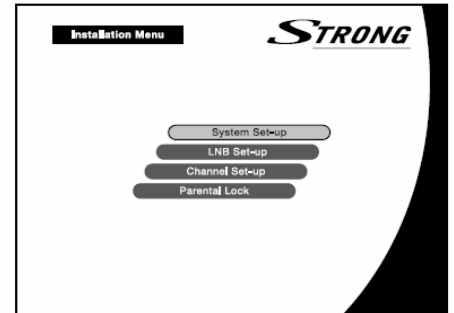 Installation Menu
STRONG
System Set-up
LNB Set-up
Channel Set-up
Parental Lock